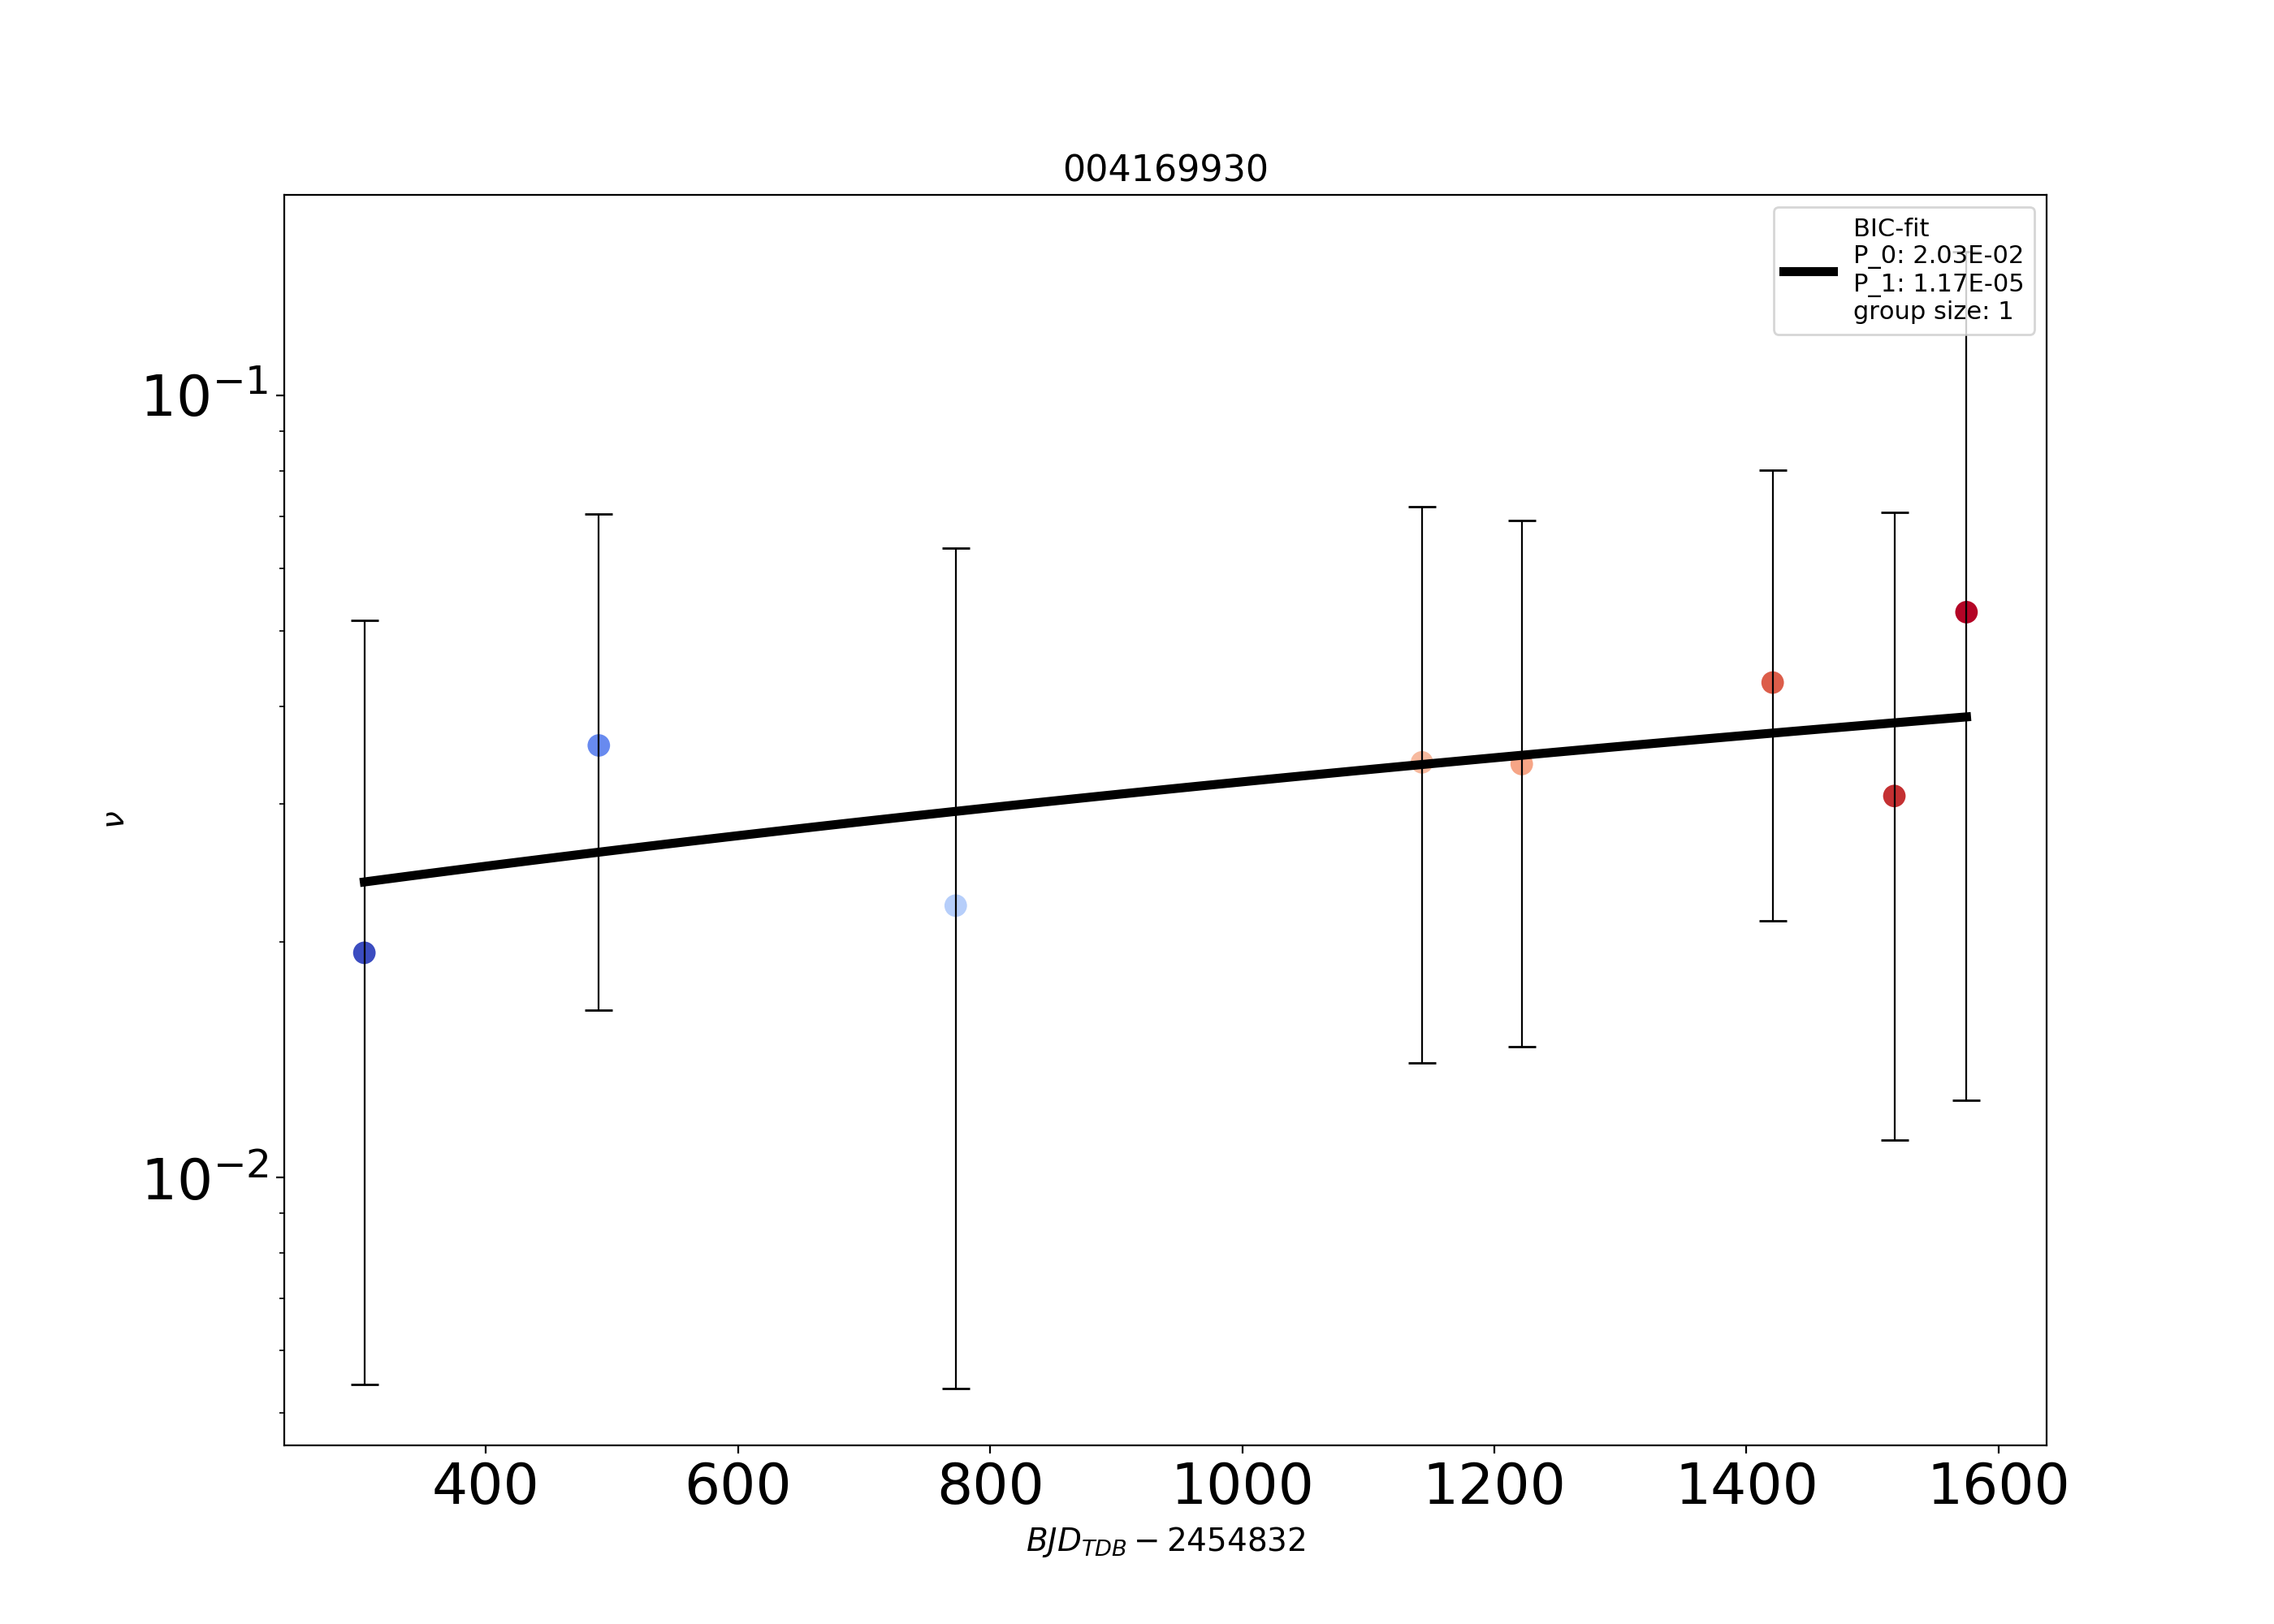 004169930
BIC-fit
P_0: 2.03E-02
P_1: 1.17E-05
group size: 1
10⁻¹
10⁻²
ν
400 600 800 1000 1200 1400 1600
BJD_TDB − 2454832